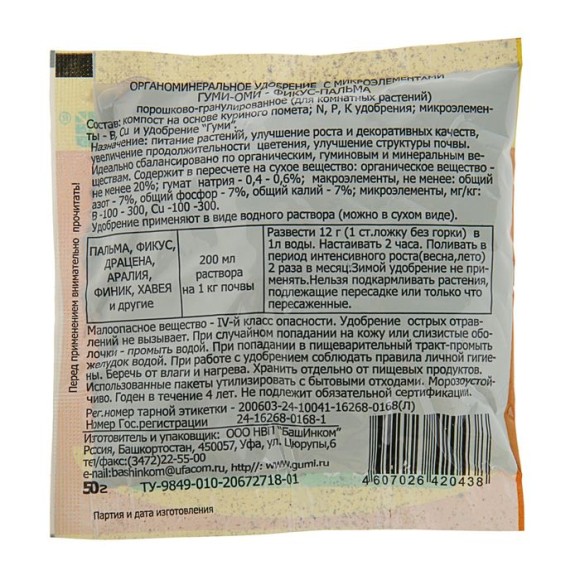 ОРГАНОМИНЕРАЛЬНОЕ УДОБРЕНИЕ С МИКРОЭЛЕМЕНТАМИ
ГУМИ-ОМИ - ФИКУС-ПАЛЬМА
порошково-гранулированное (для комнатных растений)
Состав: компост на основе куриного помета; N, P, K удобрения; микроэлемен-
ты - B, Cu и удобрение "Гуми".
Назначение: питание растений, улучшение роста и декоративных качеств,
увеличение продолжительности цветения, улучшение структуры почвы.
Идеально сбалансировано по органическим, гуминовым и минеральным ве-
ществам. Содержит в пересчете на сухое вещество: органическое вещество -
не менее 20%; гумат натрия - 0,4 - 0,6%; макроэлементы, не менее: общий
азот - 7%, общий фосфор - 7%, общий калий - 7%; микроэлементы, мг/кг:
B -100 - 300, Cu -100 -300.
Удобрение применяют в виде водного раствора (можно в сухом виде).
ПАЛЬМА, ФИКУС,
ДРАЦЕНА,
АРАЛИЯ,
ФИНИК, ХАВЕЯ
и другие
200 мл
раствора
на 1 кг почвы
Развести 12 г (1 ст.ложку без горки) в
1л воды. Настаивать 2 часа. Поливать в
период интенсивного роста(весна,лето)
2 раза в месяц:Зимой удобрение не при-
меняют.Нельзя подкармливать растения,
подлежащие пересадке или только что
пересаженные.
Малоопасное вещество - IV-й класс опасности. Удобрение острых отрав-
лений не вызывает. При случайном попадании на кожу или слизистые обо-
лочки - промыть водой. При попадании в пищеварительный тракт-промыть
желудок водой. При работе с удобрением соблюдать правила личной гигие-
ны. Беречь от влаги и нагрева. Хранить отдельно от пищевых продуктов.
Использованные пакеты утилизировать с бытовыми отходами. Морозоустой-
чиво. Годен в течение 4 лет. Не подлежит обязательной сертификации.
Рег.номер тарной этикетки - 200603-24-10041-16268-0168(Л)
Номер Гос.регистрации 24-16268-0168-1
Изготовитель и упаковщик: ООО НВП "БашИнком"
Россия, Башкортостан, 450057, Уфа, ул. Цюрупы,6
те/факс:(3472)22-55-00
e-nail:bashinkom@ufacom.ru, http//: www.gumi.ru
50г
ТУ-9849-010-20672718-01
4 607026 420438
Партия и дата изготовления
Перед применением внимательно прочитать!